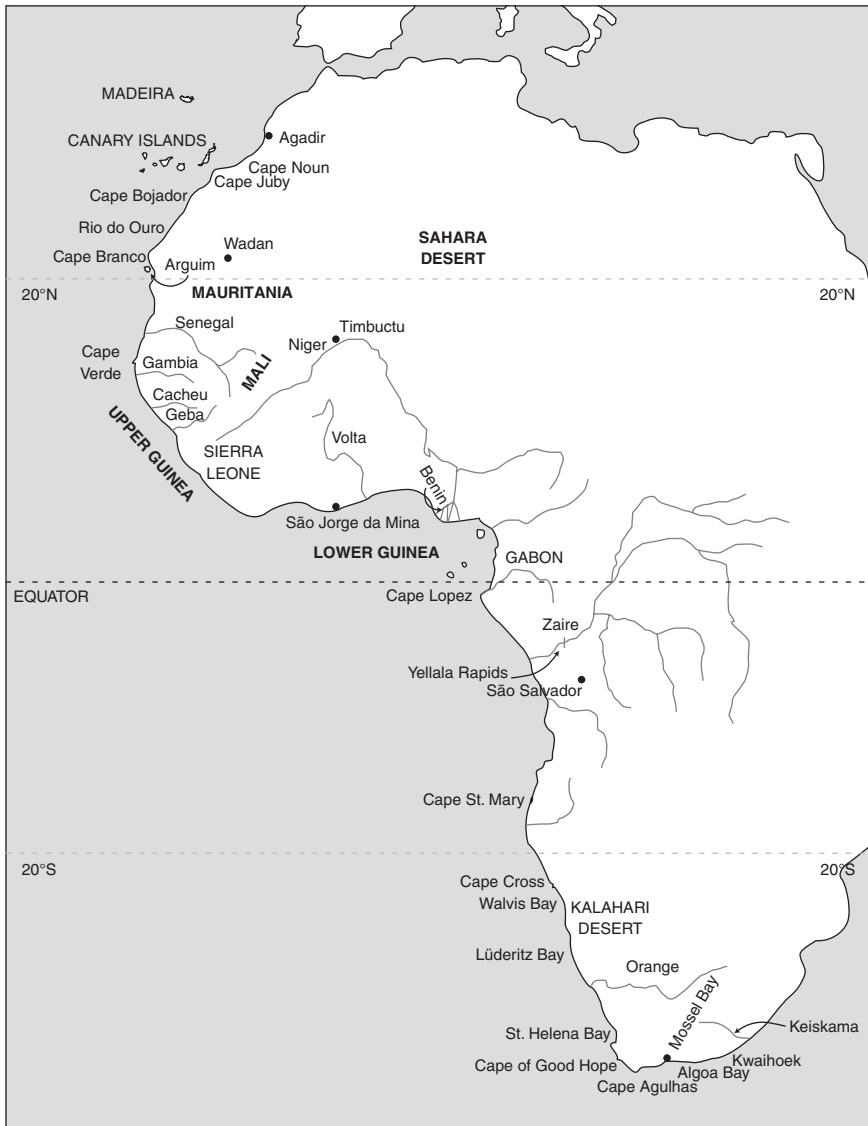 MADEIRA
CANARY ISLANDS
Agadir
Cape Noun
Cape Juby
Cape Bojador
Rio do Ouro
Wadan
SAHARA
DESERT
Cape Branco
Arguim
20°N
20°N
MAURITANIA
Senegal
Timbuctu
Niger
Cape
Verde
Gambia
MALI
Cacheu
Geba
UPPER GUINEA
SIERRA
LEONE
Volta
Benin
São Jorge da Mina
LOWER GUINEA
GABON
EQUATOR
Cape Lopez
Zaire
Yellala Rapids
São Salvador
Cape St. Mary
20°S
20°S
Cape Cross
Walvis Bay
KALAHARI
DESERT
Lüderitz Bay
Orange
Mossel Bay
Keiskama
St. Helena Bay
Kwaihoek
Cape of Good Hope
Algoa Bay
Cape Agulhas